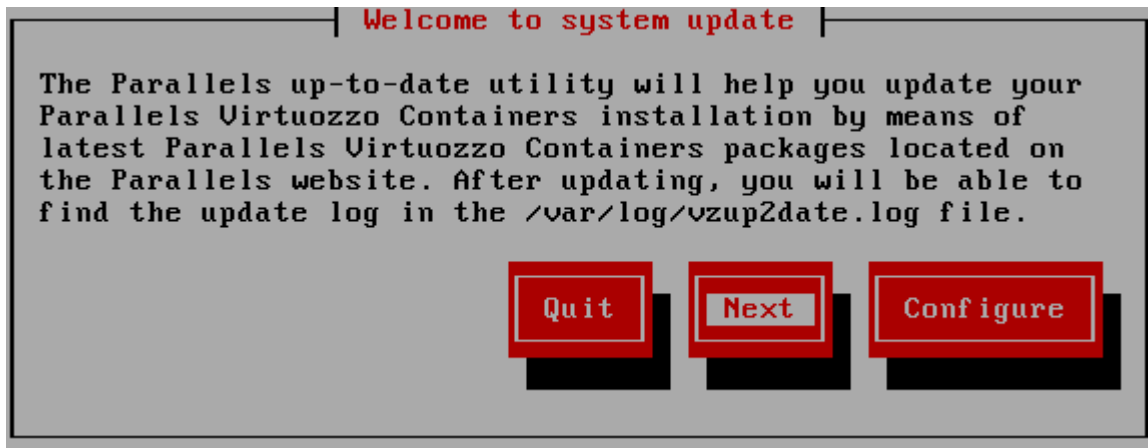 Welcome to system update
The Parallels up-to-date utility will help you update your
Parallels Virtuozzo Containers installation by means of
latest Parallels Virtuozzo Containers packages located on
the Parallels website. After updating, you will be able to
find the update log in the /var/log/vzup2date.log file.
Quit Next Configure